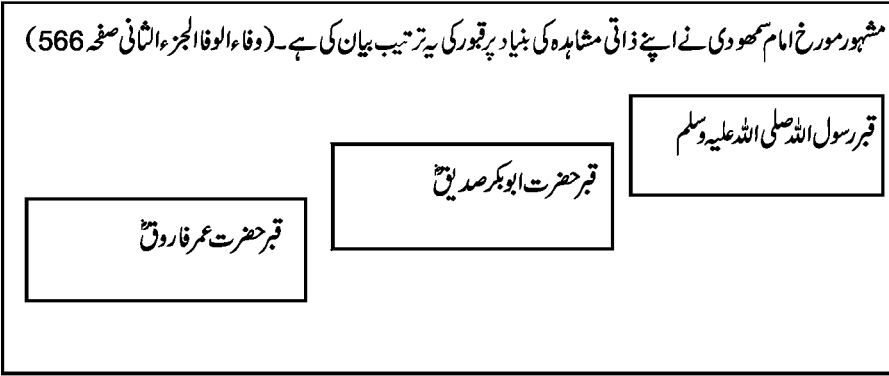 مشہور مورخ امام سمھودی نے اپنے ذاتی مشاہدہ کی بنیاد پر قبور کی یہ ترتیب بیان کی ہے۔ (وفاء الوفا الجزء الثانی صفحہ 566)
قبر رسول اللہ صلی اللہ علیہ وسلم
قبر حضرت ابو بکر صدیقؓ
قبر حضرت عمر فاروقؓ